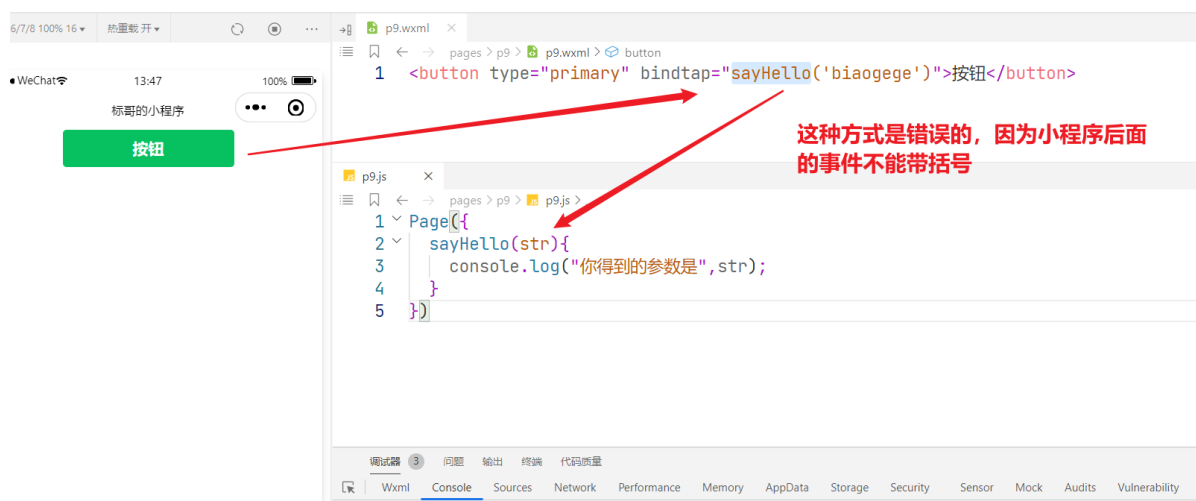 6/7/8 100% 16
热重载 开
p9.wxml
pages > p9 > p9.wxml > button
1 <button type="primary" bindtap="sayHello('biaogege')">按钮</button>
WeChat 13:47 100%
标哥的小程序
按钮
这种方式是错误的，因为小程序后面
的事件不能带括号
p9.js
pages > p9 > p9.js >
1 Page({
2 sayHello(str){
3 console.log("你得到的参数是",str);
4 }
5 })
调试器 3 问题 输出 终端 代码质量
Wxml Console Sources Network Performance Memory AppData Storage Security Sensor Mock Audits Vulnerability